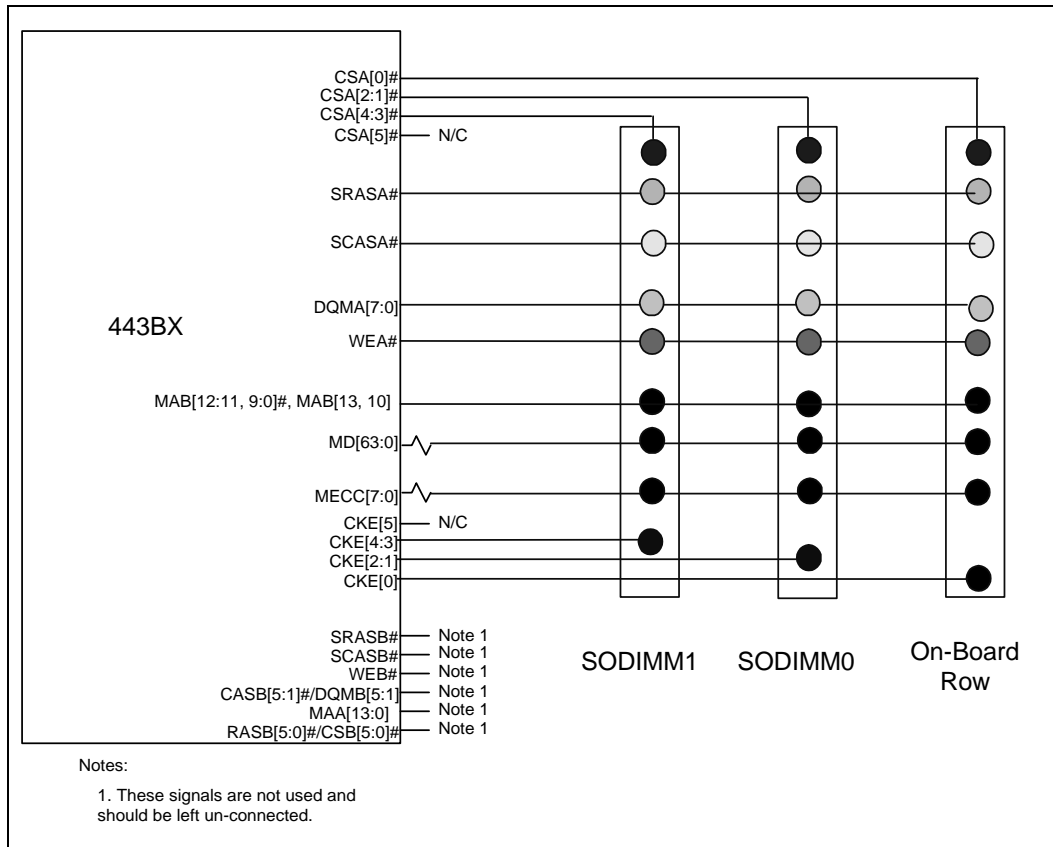 CSA[0]#
CSA[2:1]#
CSA[4:3]#
CSA[5]# N/C
SRASA#
SCASA#
DQMA[7:0]
443BX
WEA#
MAB[12:11, 9:0]#, MAB[13, 10]
MD[63:0]
MECC[7:0]
CKE[5] N/C
CKE[4:3]
CKE[2:1]
CKE[0]
SRASB# Note 1
SCASB# Note 1
WEB# Note 1
CASB[5:1]#/DQMB[5:1] Note 1
MAA[13:0] Note 1
RASB[5:0]#/CSB[5:0]# Note 1
SODIMM1
SODIMM0
On-Board
Row
Notes:
1. These signals are not used and
should be left un-connected.